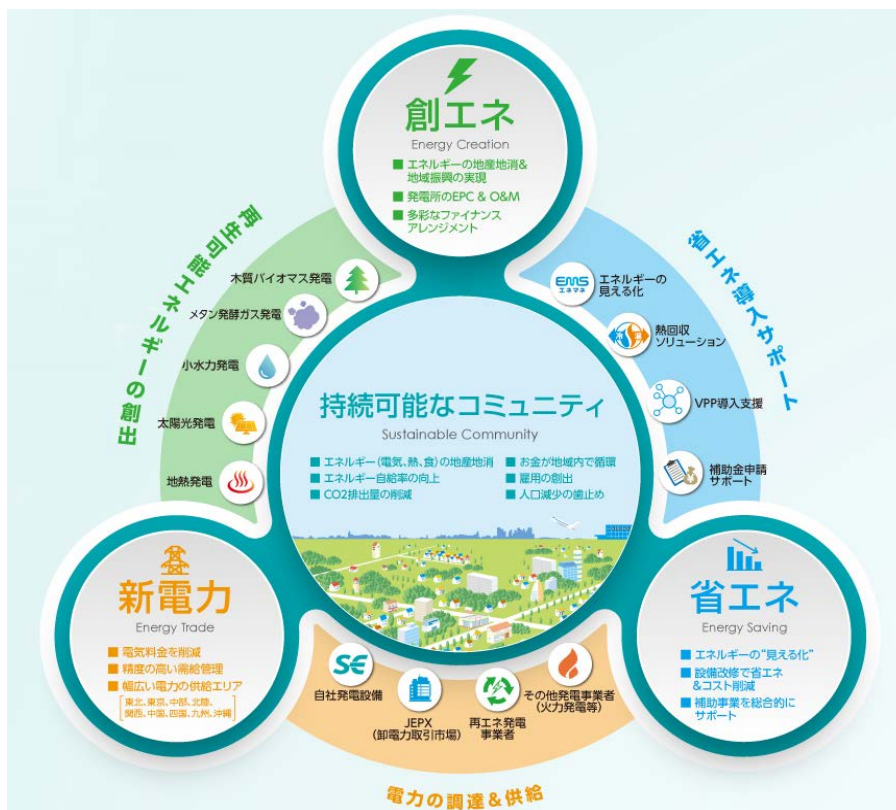 創エネ
Energy Creation
■ エネルギーの地産地消&
地域振興の実現
■ 発電所のEPC & O&M
■ 多彩なファイナンス
アレンジメント
再生可能エネルギーの創出
木質バイオマス発電
メタン発酵ガス発電
小水力発電
太陽光発電
地熱発電
省エネ導入サポート
EMS
エネマネ
エネルギーの
見える化
熱回収
ソリューション
VPP導入支援
補助金申請
サポート
持続可能なコミュニティ
Sustainable Community
■ エネルギー(電気、熱、食)の地産地消
■ エネルギー自給率の向上
■ CO2排出量の削減
■ お金が地域内で循環
■ 雇用の創出
■ 人口減少の歯止め
新電力
Energy Trade
■ 電気料金を削減
■ 精度の高い需給管理
■ 幅広い電力の供給エリア
[東北、東京、中部、北陸、
関西、中国、四国、九州、沖縄]
省エネ
Energy Saving
■ エネルギーの“見える化”
■ 設備改修で省エネ
&コスト削減
■ 補助事業を総合的に
サポート
SE
自社発電設備
JEPX
(卸電力取引市場)
再エネ発電
事業者
その他発電事業者
(火力発電等)
電力の調達&供給